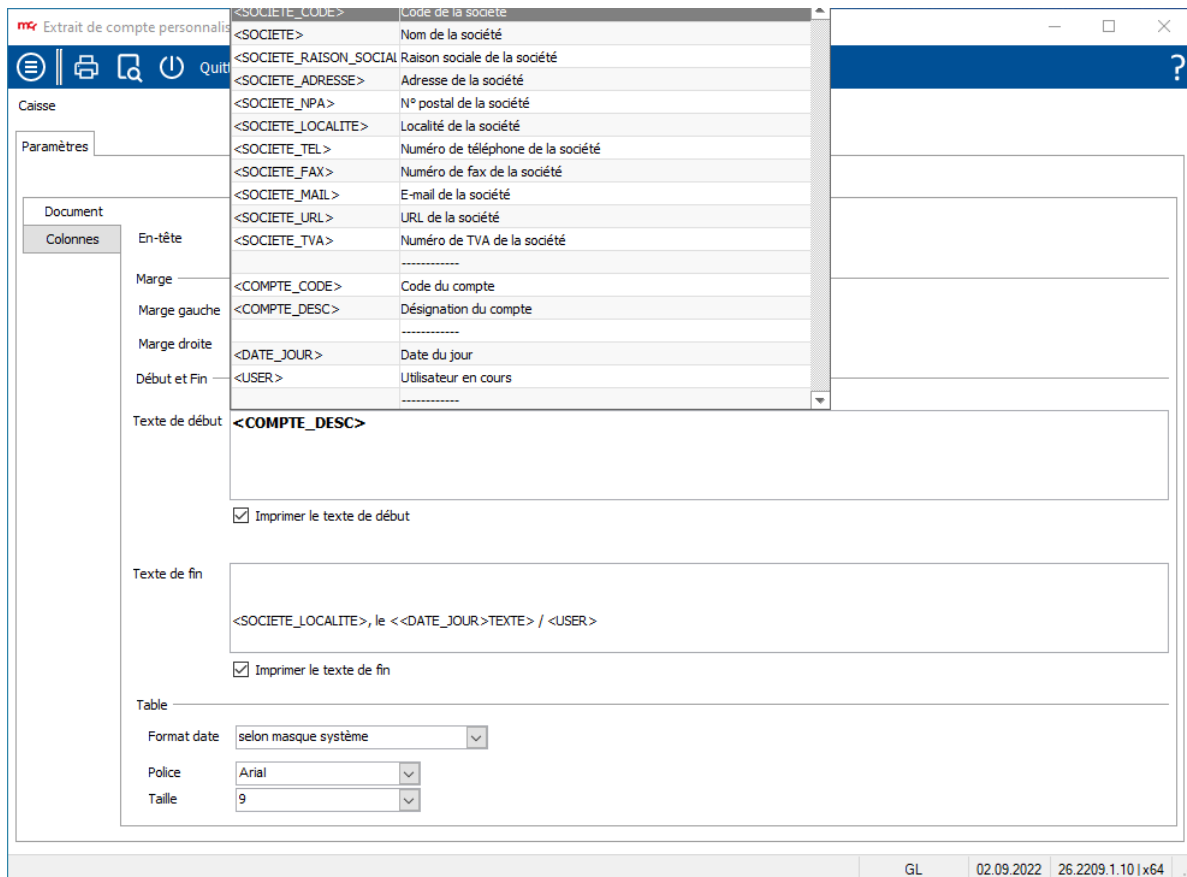 <SOCIETE_CODE> Code de la société
mcr Extrait de compte personnalis
<SOCIETE> Nom de la société
<SOCIETE_RAISON_SOCIAL Raison sociale de la société
Quitt
<SOCIETE_ADRESSE> Adresse de la société
<SOCIETE_NPA> N° postal de la société
Caisse
<SOCIETE_LOCALITE> Localité de la société
Paramètres
<SOCIETE_TEL> Numéro de téléphone de la société
<SOCIETE_FAX> Numéro de fax de la société
<SOCIETE_MAIL> E-mail de la société
Document
<SOCIETE_URL> URL de la société
Colonnes
En-tête
<SOCIETE_TVA> Numéro de TVA de la société
------------
Marge
<COMPTE_CODE> Code du compte
Marge gauche
<COMPTE_DESC> Désignation du compte
------------
Marge droite
<DATE_JOUR> Date du jour
Début et Fin
<USER> Utilisateur en cours
------------
Texte de début
<COMPTE_DESC>
Imprimer le texte de début
Texte de fin
<SOCIETE_LOCALITE>, le <<DATE_JOUR>TEXTE> / <USER>
Imprimer le texte de fin
Table
Format date selon masque système
Police Arial
Taille 9
GL 02.09.2022 26.2209.1.10|x64